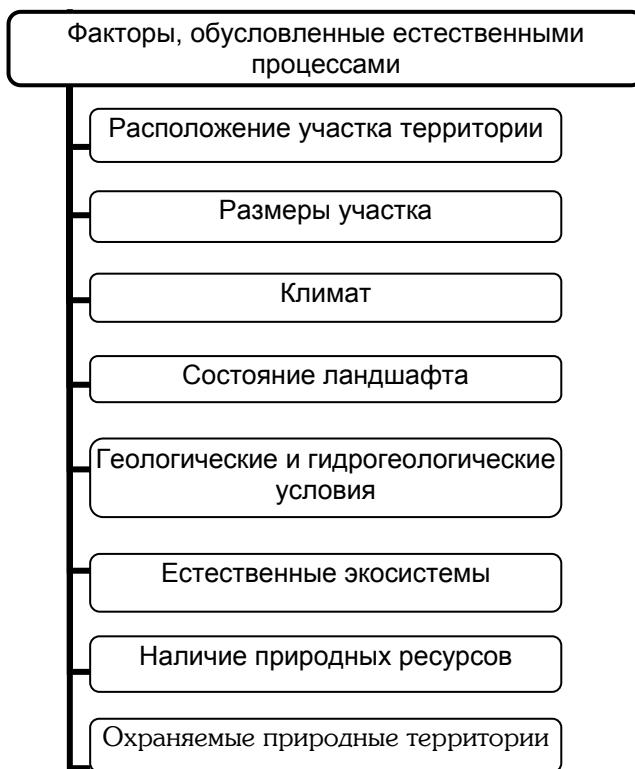 Факторы, обусловленные естественными
процессами
Расположение участка территории
Размеры участка
Климат
Состояние ландшафта
Геологические и гидрогеологические
условия
Естественные экосистемы
Наличие природных ресурсов
Охраняемые природные территории